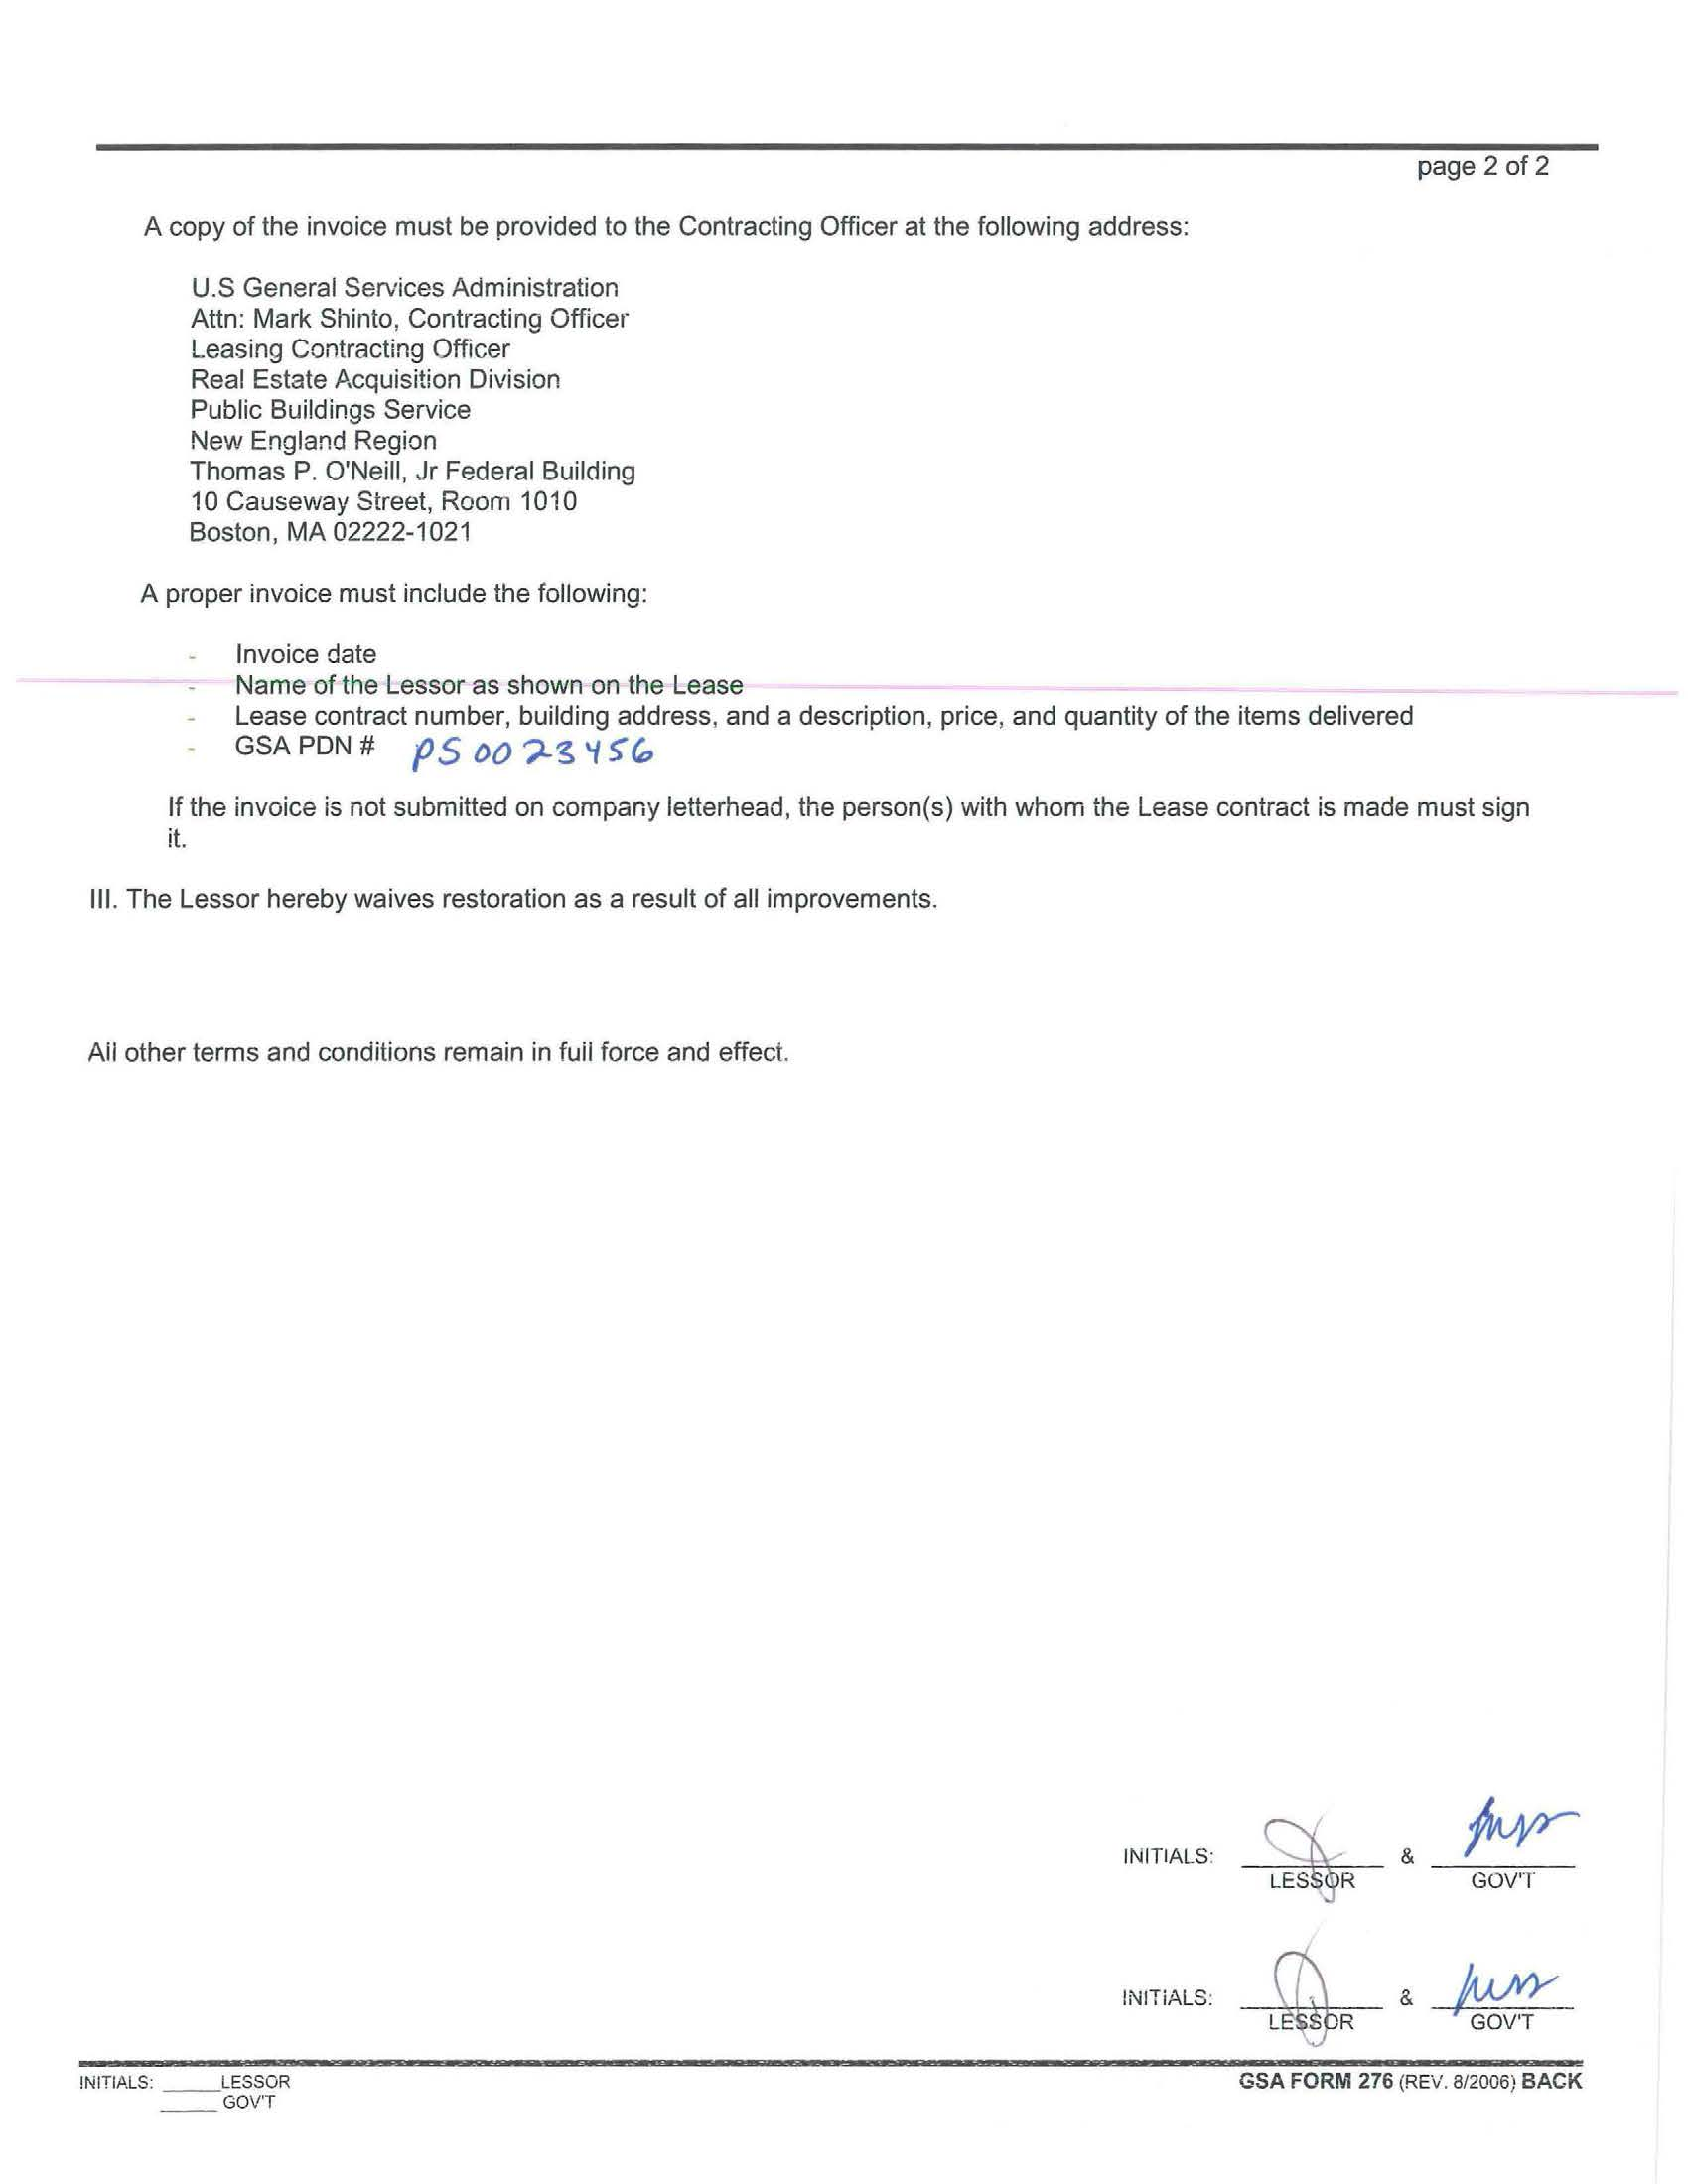 page 2 of 2
A copy of the invoice must be provided to the Contracting Officer at the following address:
U.S General Services Administration
Attn: Mark Shinto, Contracting Officer
Leasing Contracting Officer
Real Estate Acquisition Division
Public Buildings Service
New England Region
Thomas P. O'Neill, Jr Federal Building
10 Causeway Street, Room 1010
Boston, MA 02222-1021
A proper invoice must include the following:
- Invoice date
- Name of the Lessor as shown on the Lease
- Lease contract number, building address, and a description, price, and quantity of the items delivered
- GSA PDN # PS0023456
If the invoice is not submitted on company letterhead, the person(s) with whom the Lease contract is made must sign
it.
III. The Lessor hereby waives restoration as a result of all improvements.
All other terms and conditions remain in full force and effect.
INITIALS: &
LESSOR GOV'T
INITIALS: &
LESSOR GOV'T
INITIALS: LESSOR
GOV'T
GSA FORM 276 (REV. 8/2006) BACK